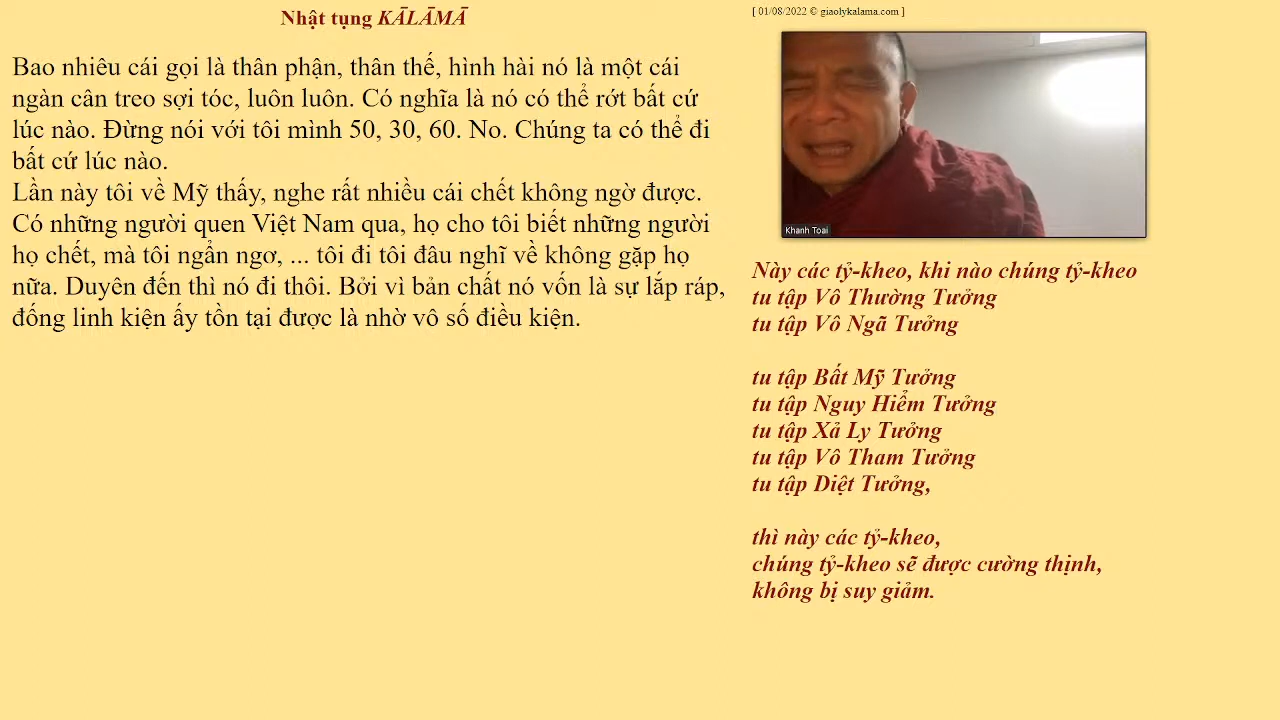 Nhật tụng KĀLĀMĀ
Bao nhiêu cái gọi là thân phận, thân thế, hình hài nó là một cái
ngàn cân treo sợi tóc, luôn luôn. Có nghĩa là nó có thể rớt bất cứ
lúc nào. Đừng nói với tôi mình 50, 30, 60. No. Chúng ta có thể đi
bất cứ lúc nào.
Lần này tôi về Mỹ thấy, nghe rất nhiều cái chết không ngờ được.
Có những người quen Việt Nam qua, họ cho tôi biết những người
họ chết, mà tôi ngẩn ngơ, ... tôi đi tôi đâu nghĩ về không gặp họ
nữa. Duyên đến thì nó đi thôi. Bởi vì bản chất nó vốn là sự lắp ráp,
đống linh kiện ấy tồn tại được là nhờ vô số điều kiện.
[ 01/08/2022 © giaolykalama.com ]
Khanh Toai
Này các tỷ-kheo, khi nào chúng tỷ-kheo
tu tập Vô Thường Tưởng
tu tập Vô Ngã Tưởng
tu tập Bất Mỹ Tưởng
tu tập Nguy Hiểm Tưởng
tu tập Xả Ly Tưởng
tu tập Vô Tham Tưởng
tu tập Diệt Tưởng,
thì này các tỷ-kheo,
chúng tỷ-kheo sẽ được cường thịnh,
không bị suy giảm.